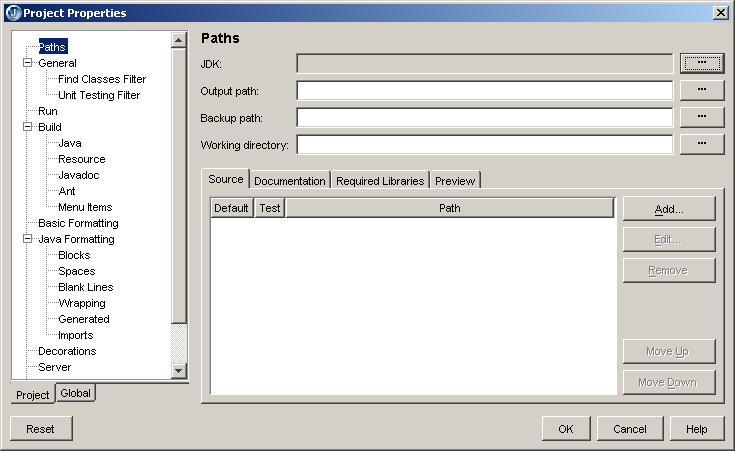 Project Properties
Paths
General
Find Classes Filter
Unit Testing Filter
Run
Build
Java
Resource
Javadoc
Ant
Menu Items
Basic Formatting
Java Formatting
Blocks
Spaces
Blank Lines
Wrapping
Generated
Imports
Decorations
Server
Project Global
Paths
JDK: ...
Output path: ...
Backup path: ...
Working directory: ...
Source Documentation Required Libraries Preview
Default Test Path
Add...
Edit...
Remove
Move Up
Move Down
Reset OK Cancel Help